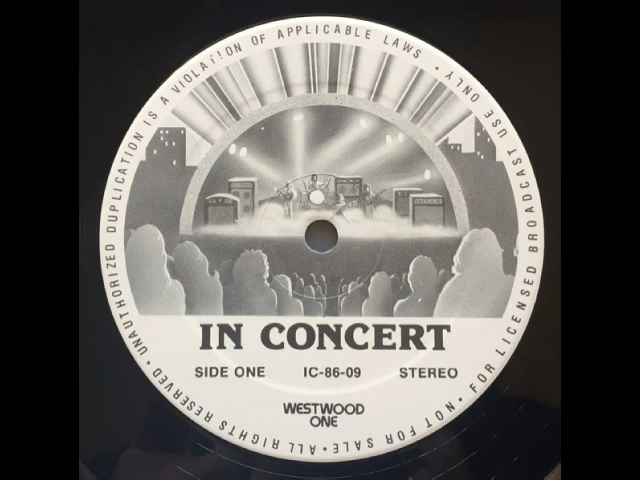 UNAUTHORIZED DUPLICATION IS A VIOLATION OF APPLICABLE LAWS • FOR LICENSED BROADCAST USE ONLY • NOT FOR SALE • ALL RIGHTS RESERVED •
IN CONCERT
SIDE ONE IC-86-09 STEREO
WESTWOOD
ONE